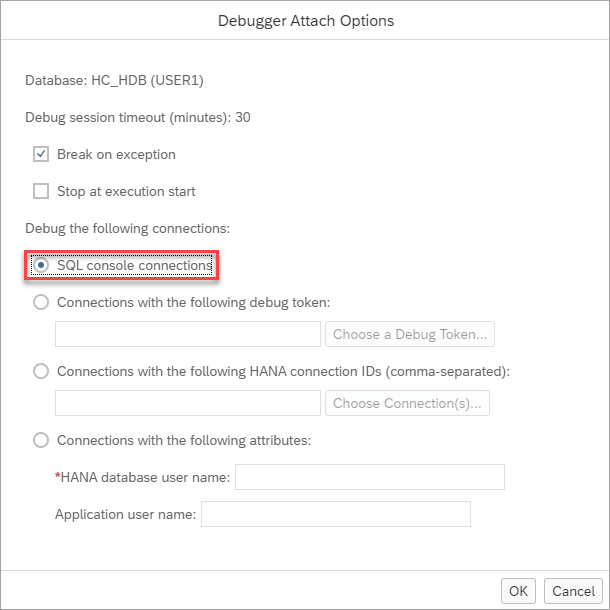 Debugger Attach Options
Database: HC_HDB (USER1)
Debug session timeout (minutes): 30
Break on exception
Stop at execution start
Debug the following connections:
SQL console connections
Connections with the following debug token:
Choose a Debug Token...
Connections with the following HANA connection IDs (comma-separated):
Choose Connection(s)...
Connections with the following attributes:
*HANA database user name:
Application user name:
OK Cancel